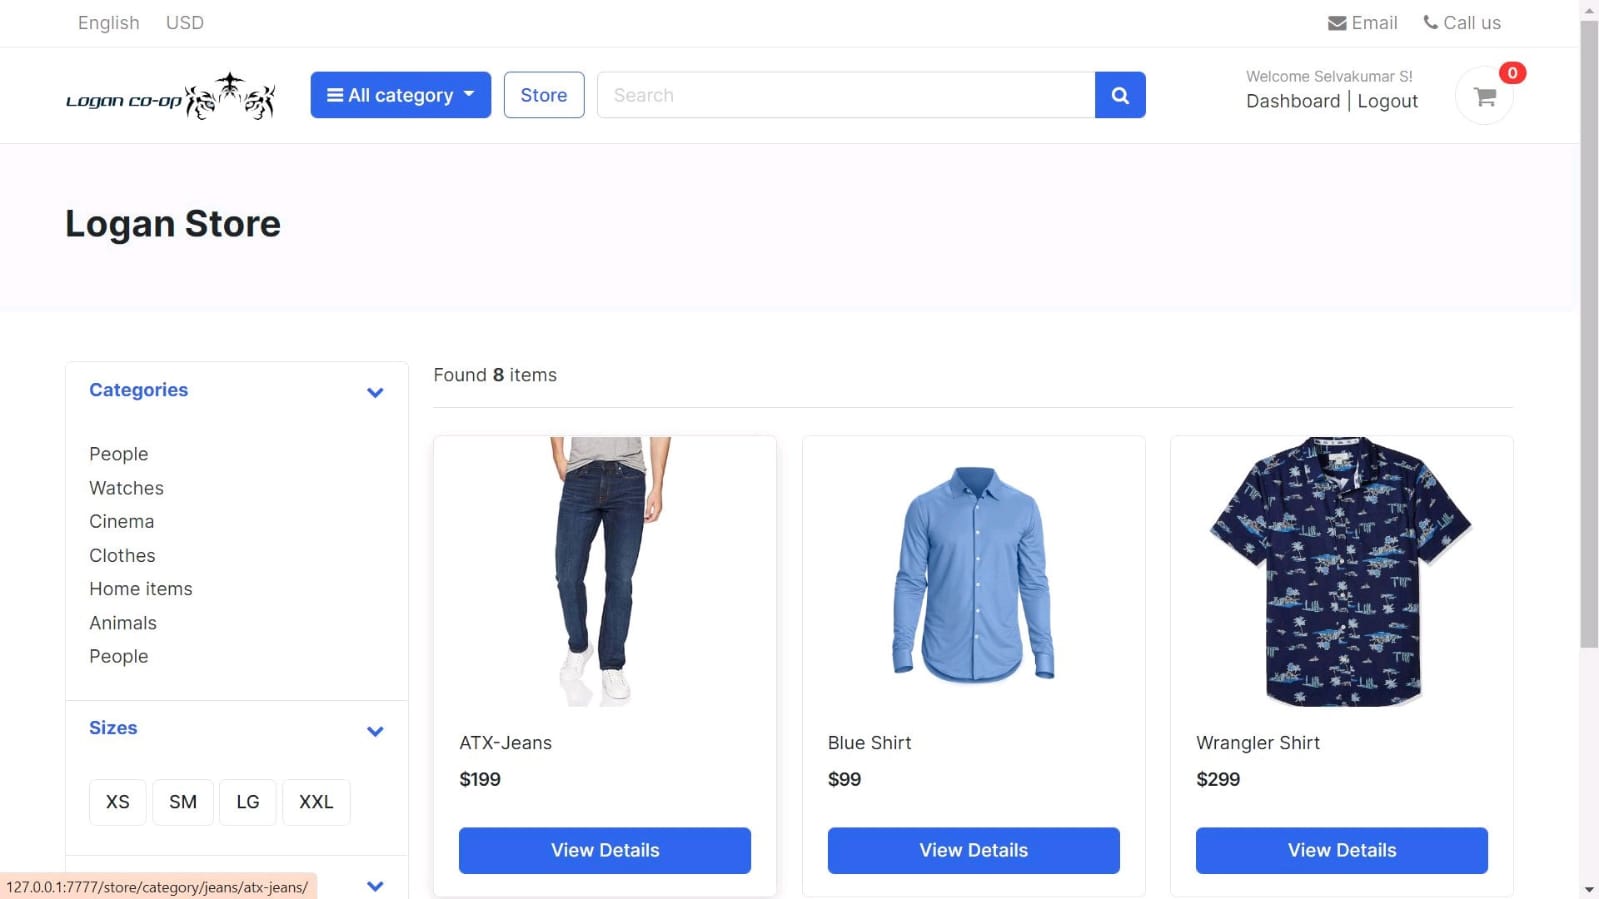 English USD Email Call us
Logan co-op
All category Store Search
Welcome Selvakumar S!
Dashboard | Logout
0
Logan Store
Categories
People
Watches
Cinema
Clothes
Home items
Animals
People
Sizes
XS SM LG XXL
Found 8 items
ATX-Jeans
$199
View Details
Blue Shirt
$99
View Details
Wrangler Shirt
$299
View Details
127.0.0.1:7777/store/category/jeans/atx-jeans/